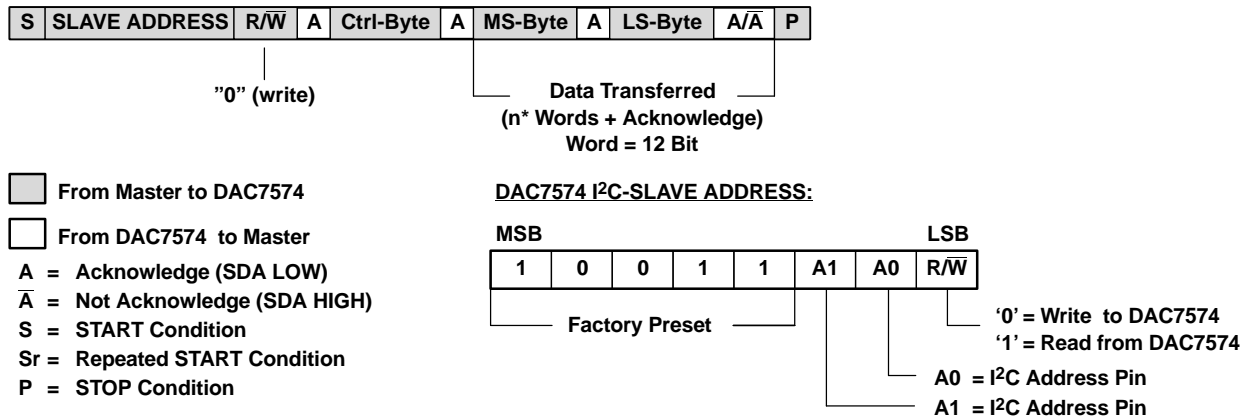 S SLAVE ADDRESS R/W̅ A Ctrl-Byte A MS-Byte A LS-Byte A/A̅ P
”0” (write)
Data Transferred
(n* Words + Acknowledge)
Word = 12 Bit
From Master to DAC7574
From DAC7574 to Master
A = Acknowledge (SDA LOW)
A̅ = Not Acknowledge (SDA HIGH)
S = START Condition
Sr = Repeated START Condition
P = STOP Condition
DAC7574 I²C-SLAVE ADDRESS:
MSB LSB
1 0 0 1 1 A1 A0 R/W̅
Factory Preset
‘0’ = Write to DAC7574
‘1’ = Read from DAC7574
A0 = I²C Address Pin
A1 = I²C Address Pin